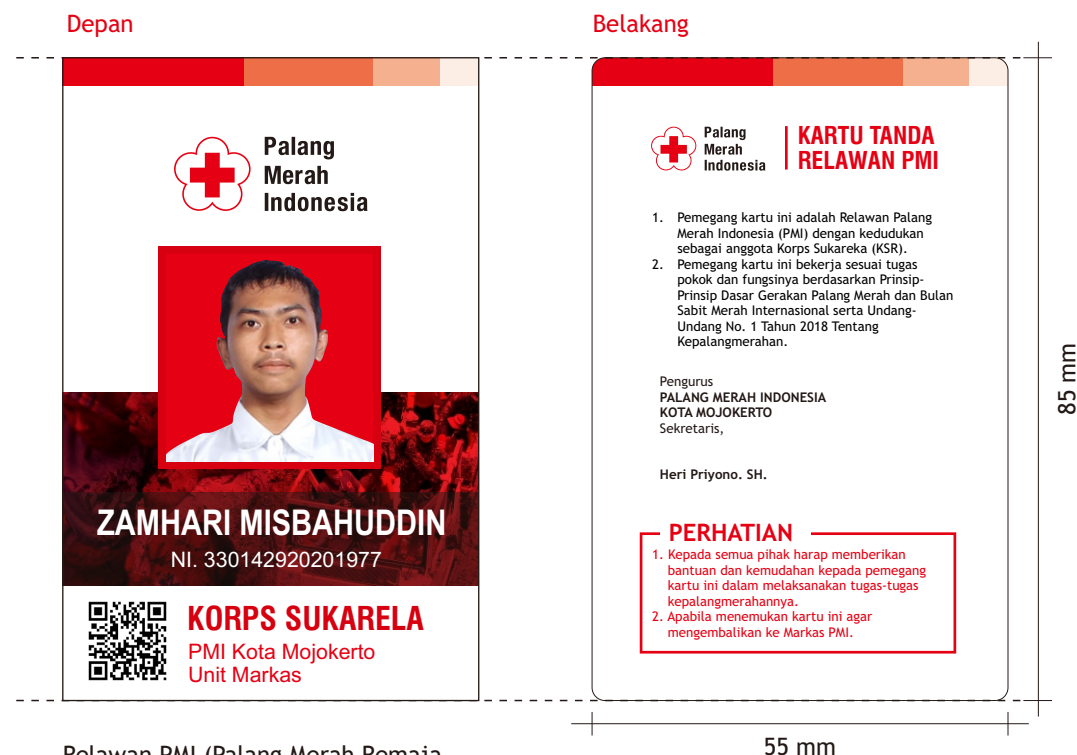 Depan
Palang
Merah
Indonesia
ZAMHARI MISBAHUDDIN
NI. 330142920201977
KORPS SUKARELA
PMI Kota Mojokerto
Unit Markas
Relawan PMI (Palang Merah Remaja
Belakang
Palang
Merah
Indonesia
KARTU TANDA
RELAWAN PMI
1. Pemegang kartu ini adalah Relawan Palang
Merah Indonesia (PMI) dengan kedudukan
sebagai anggota Korps Sukareka (KSR).
2. Pemegang kartu ini bekerja sesuai tugas
pokok dan fungsinya berdasarkan Prinsip-
Prinsip Dasar Gerakan Palang Merah dan Bulan
Sabit Merah Internasional serta Undang-
Undang No. 1 Tahun 2018 Tentang
Kepalangmerahan.
Pengurus
PALANG MERAH INDONESIA
KOTA MOJOKERTO
Sekretaris,
Heri Priyono. SH.
PERHATIAN
1. Kepada semua pihak harap memberikan
bantuan dan kemudahan kepada pemegang
kartu ini dalam melaksanakan tugas-tugas
kepalangmerahannya.
2. Apabila menemukan kartu ini agar
mengembalikan ke Markas PMI.
85 mm
55 mm